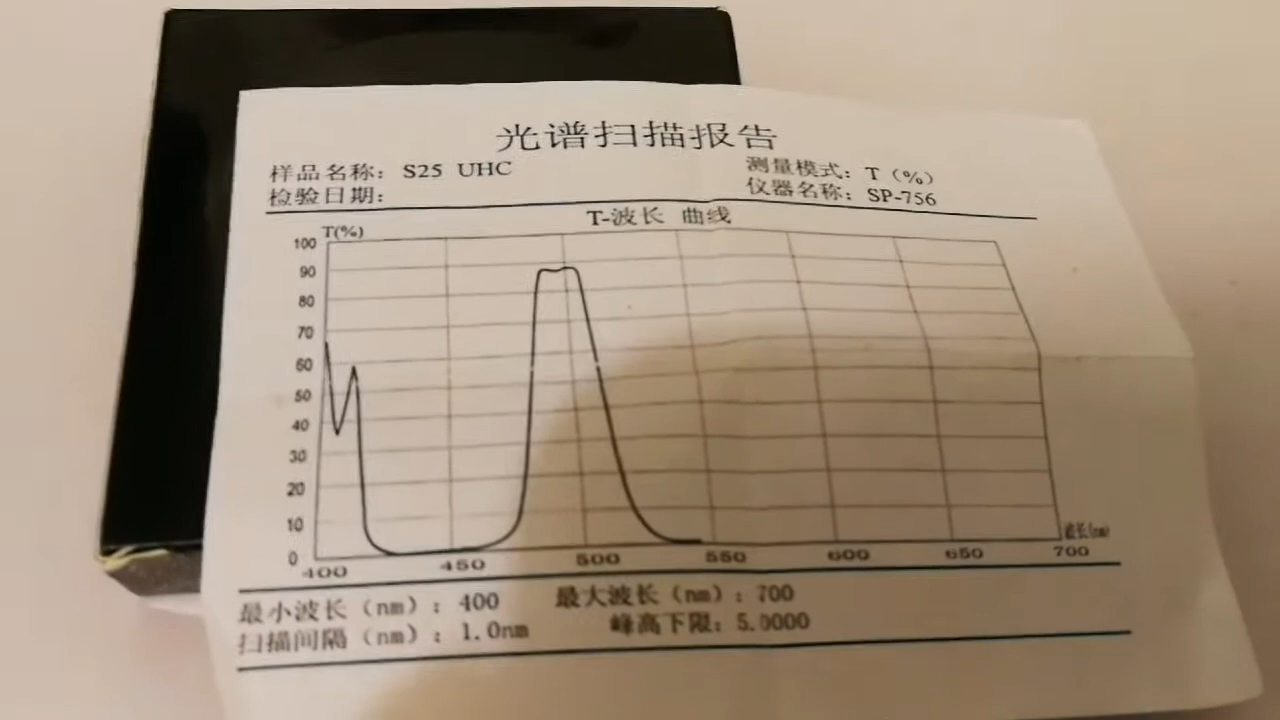 光谱扫描报告
样品名称：S25 UHC 测量模式：T（%）
检验日期： 仪器名称：SP-756
T-波长 曲线
T(%)
100
90
80
70
60
50
40
30
20
10
0
波长(nm)
400 450 500 550 600 650 700
最小波长（nm）：400 最大波长（nm）：700
扫描间隔（nm）：1.0nm 峰高下限：5.0000